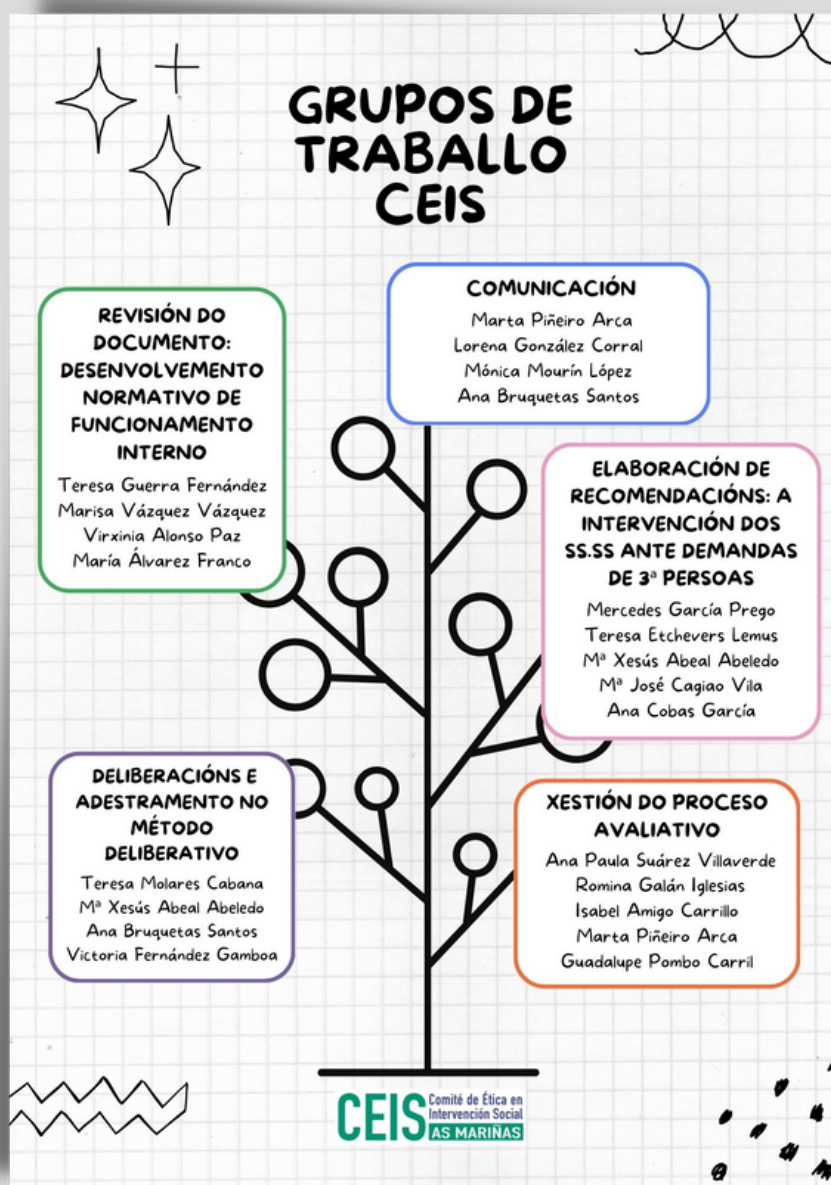 GRUPOS DE
TRABALLO
CEIS
COMUNICACIÓN
Marta Piñeiro Arca
Lorena González Corral
Mónica Mourín López
Ana Bruquetas Santos
REVISIÓN DO
DOCUMENTO:
DESENVOLVEMENTO
NORMATIVO DE
FUNCIONAMENTO
INTERNO
Teresa Guerra Fernández
Marisa Vázquez Vázquez
Virxinia Alonso Paz
María Álvarez Franco
ELABORACIÓN DE
RECOMENDACIÓNS: A
INTERVENCIÓN DOS
SS.SS ANTE DEMANDAS
DE 3ª PERSOAS
Mercedes García Prego
Teresa Etchevers Lemus
Mª Xesús Abeal Abeledo
Mª José Cagiao Vila
Ana Cobas García
DELIBERACIÓNS E
ADESTRAMENTO NO
MÉTODO
DELIBERATIVO
Teresa Molares Cabana
Mª Xesús Abeal Abeledo
Ana Bruquetas Santos
Victoria Fernández Gamboa
XESTIÓN DO PROCESO
AVALIATIVO
Ana Paula Suárez Villaverde
Romina Galán Iglesias
Isabel Amigo Carrillo
Marta Piñeiro Arca
Guadalupe Pombo Carril
CEIS
Comité de Ética en
Intervención Social
AS MARIÑAS